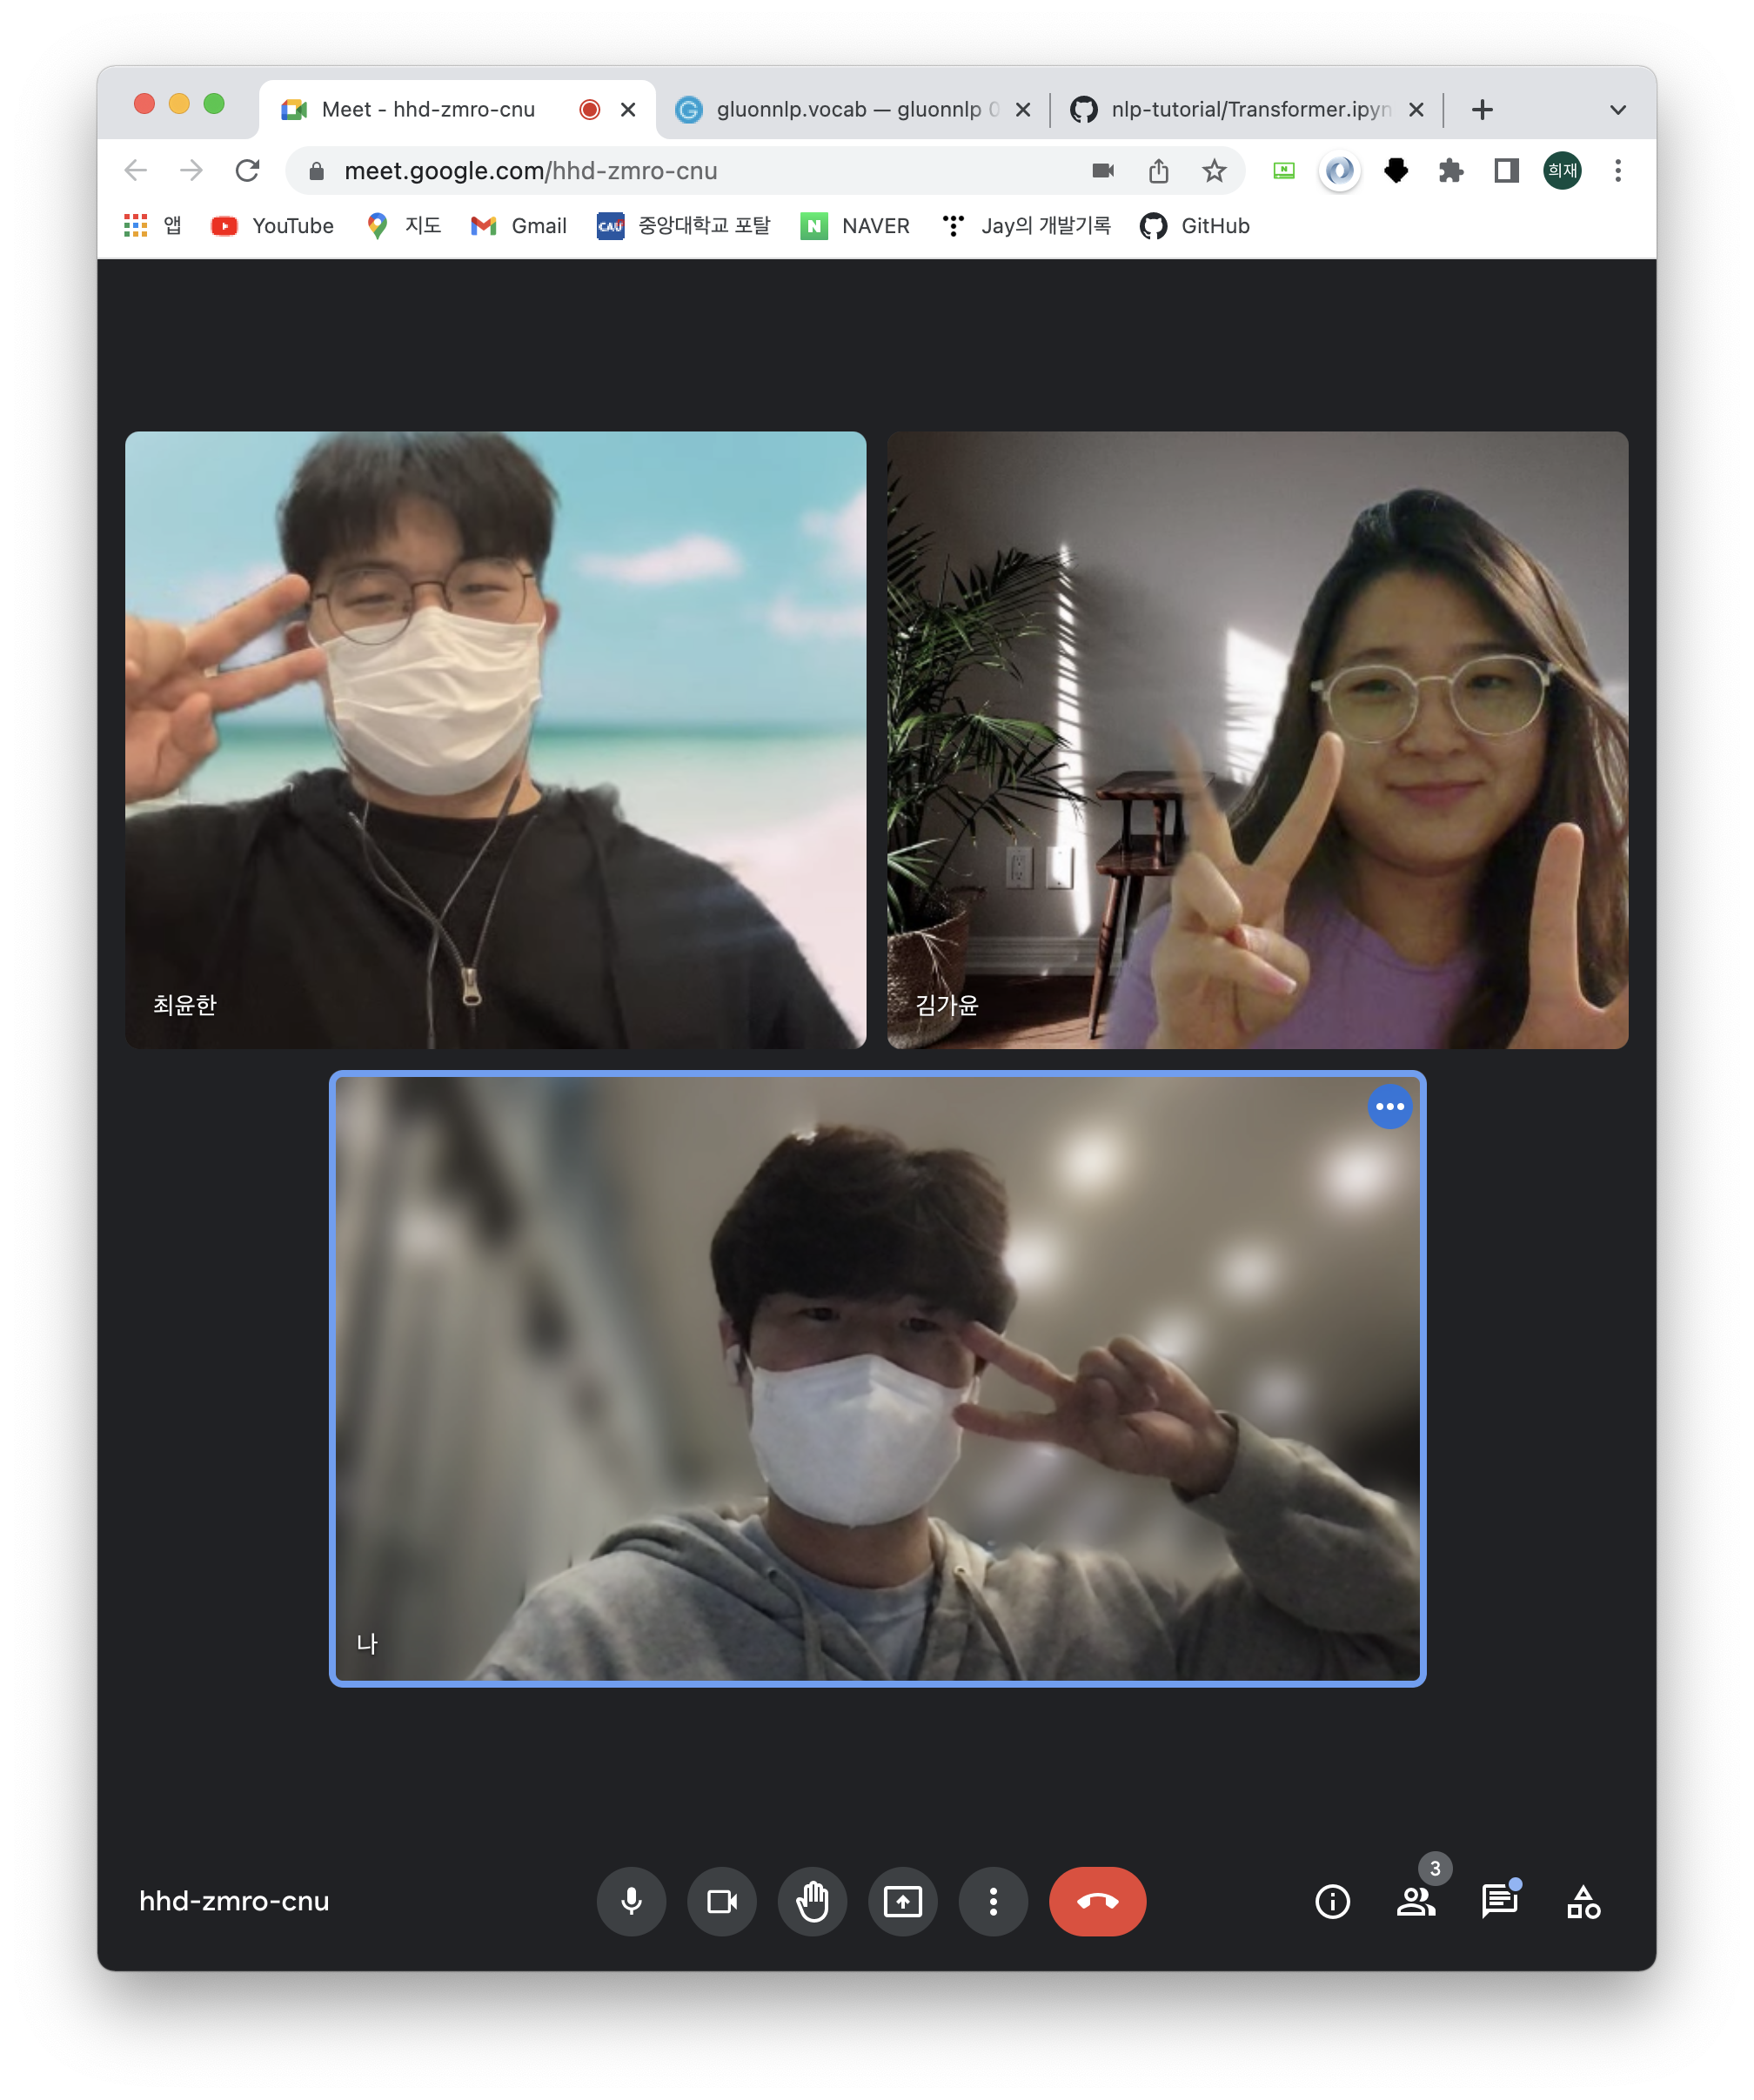 Meet - hhd-zmro-cnu
gluonnlp.vocab — gluonnlp 0
nlp-tutorial/Transformer.ipyn
meet.google.com/hhd-zmro-cnu
희재
앱 YouTube 지도 Gmail CAU 중앙대학교 포탈 N NAVER Jay의 개발기록 GitHub
최윤한
김가윤
나
hhd-zmro-cnu
3